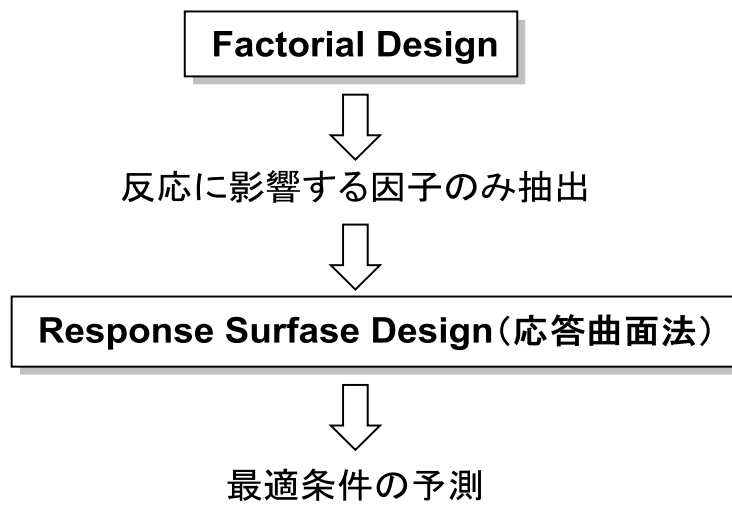 Factorial Design
反応に影響する因子のみ抽出
Response Surfase Design(応答曲面法)
最適条件の予測